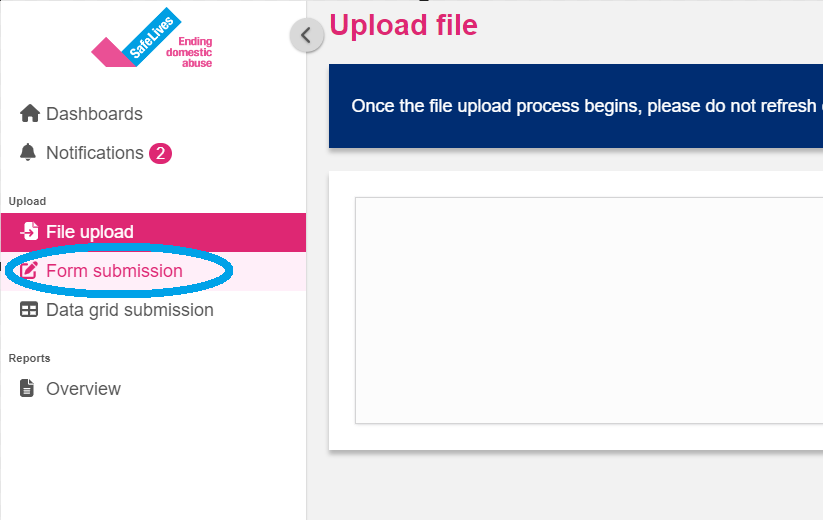 SafeLives
Ending
domestic
abuse
Dashboards
Notifications 2
Upload
File upload
Form submission
Data grid submission
Reports
Overview
Upload file
Once the file upload process begins, please do not refresh